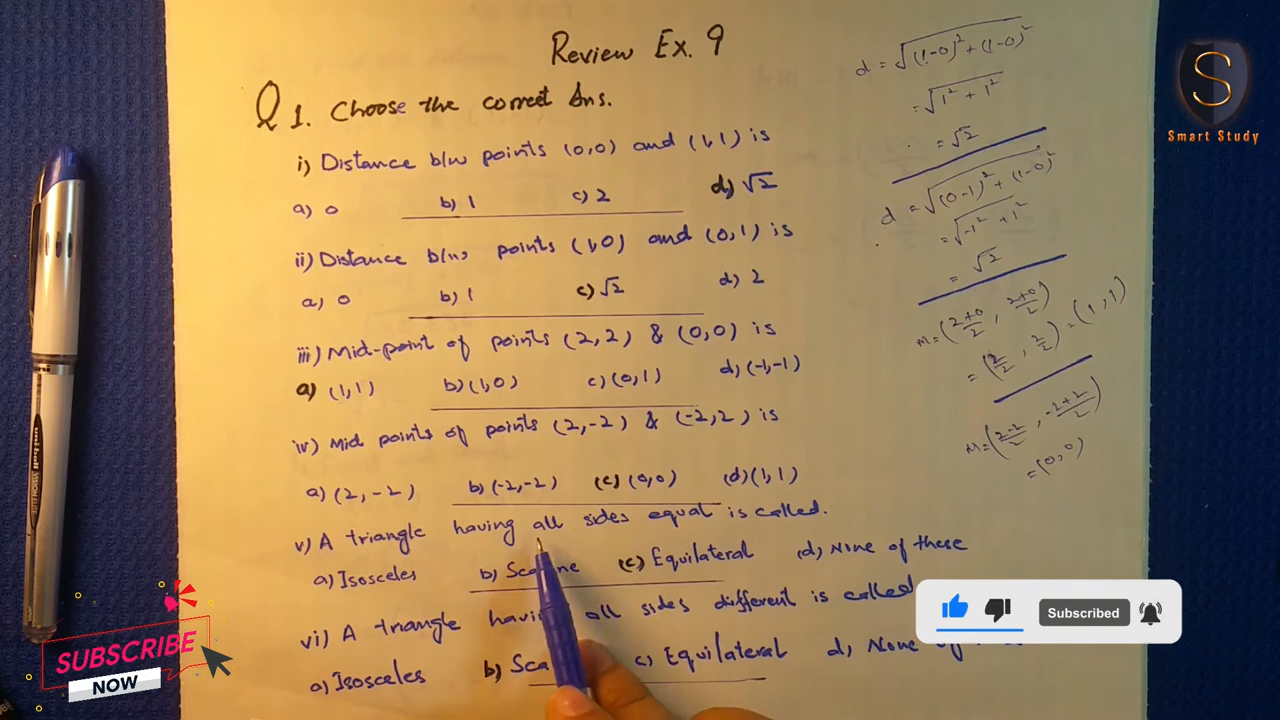 Review Ex. 9
Q1. Choose the correct Ans.
i) Distance b/w points (0,0) and (1,1) is
a) 0 b) 1 c) 2 d) √2
ii) Distance b/w points (1,0) and (0,1) is
a) 0 b) 1 c) √2 d) 2
iii) Mid-point of points (2,2) & (0,0) is
a) (1,1) b) (1,0) c) (0,1) d) (-1,-1)
iv) Mid points of points (2,-2) & (-2,2) is
a) (2,-2) b) (-2,-2) (c) (0,0) (d) (1,1)
v) A triangle having all sides equal is called.
a) Isosceles b) (c) Equilateral (d) None of these
vi) A triangle all sides different is called
a) Isosceles b) c) Equilateral d) None
d = √(1-0)² + (1-0)²
= √1² + 1²
= √2
d = √(0-1)² + (1-0)²
= √-1² + 1²
= √2
M = (2+0/2 , 2+0/2)
= (2/2 , 2/2) = (1,1)
M = (2-2/2 , -2+2/2)
= (0,0)
S
Smart Study
uni-ball
VISION ELITE
SUBSCRIBE
NOW
Subscribed